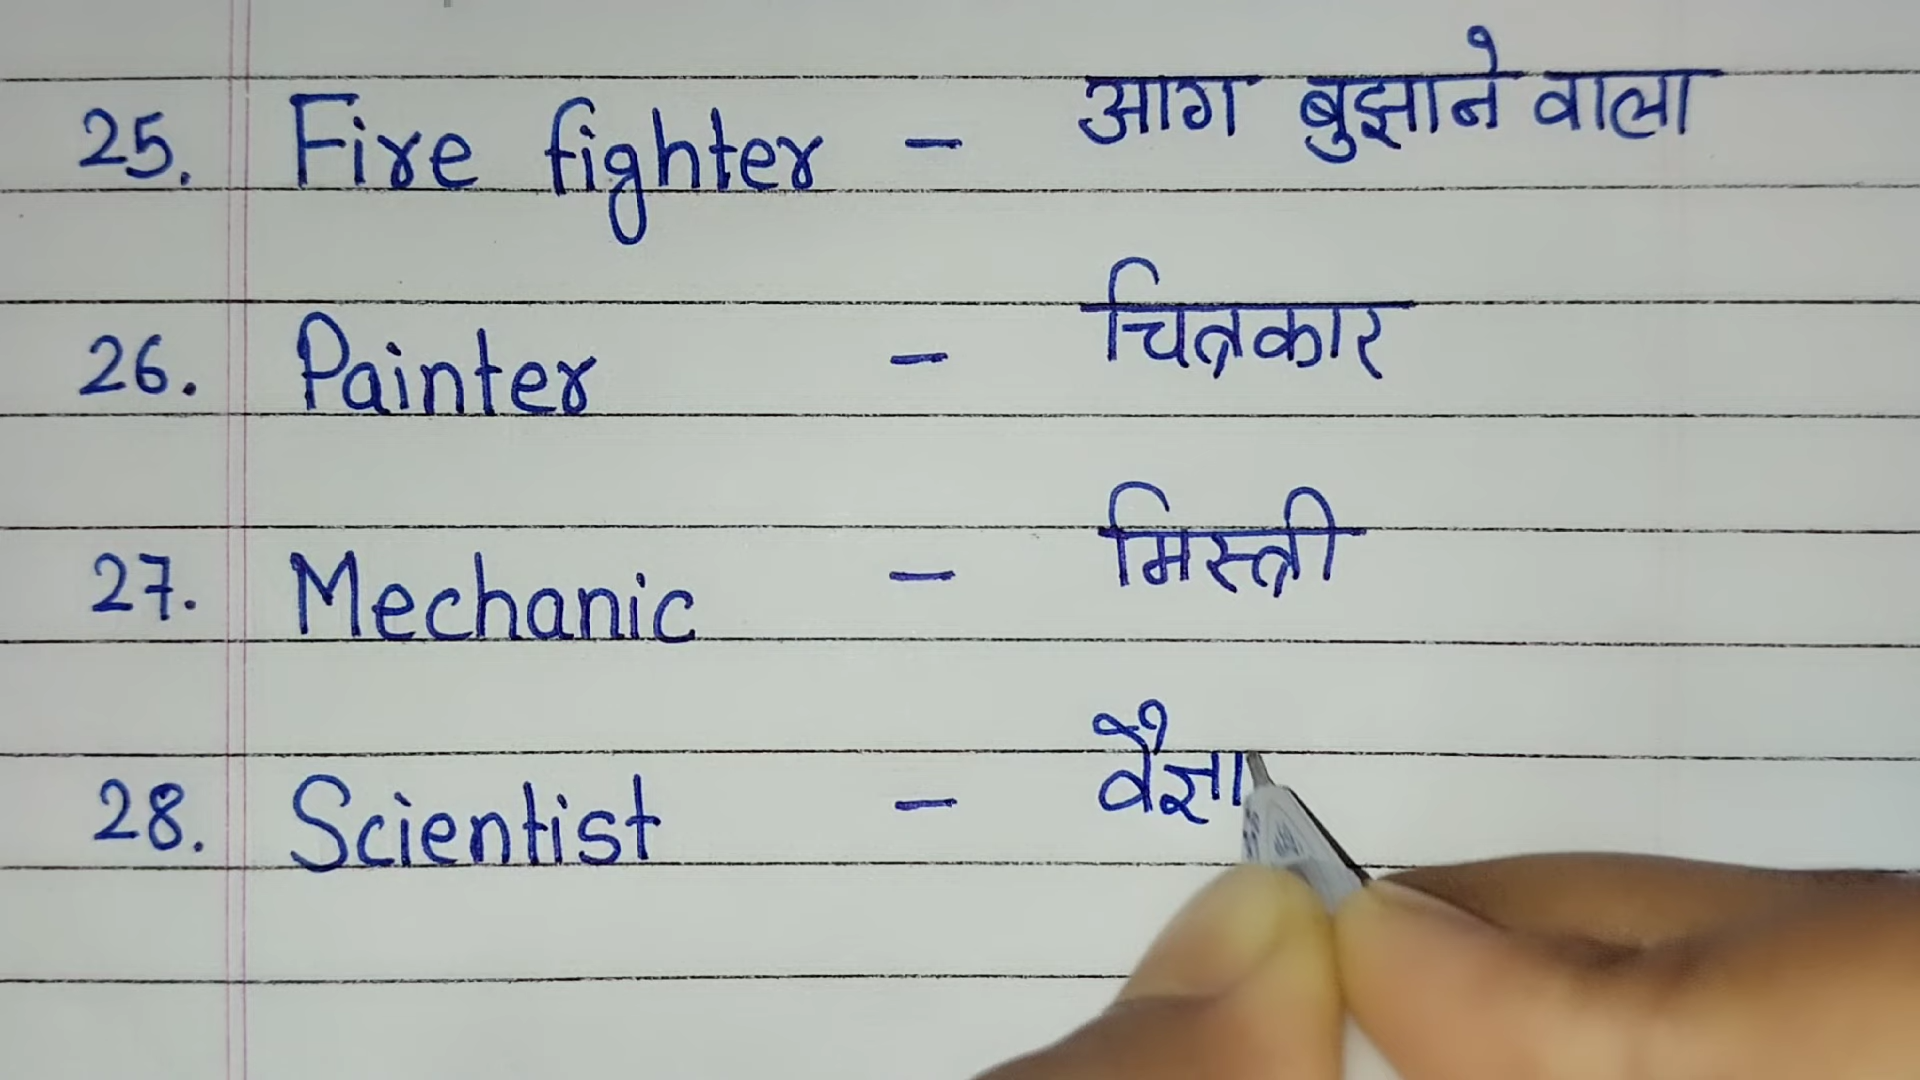 25. Fire fighter - आग बुझाने वाला
26. Painter - चित्रकार
27. Mechanic - मिस्त्री
28. Scientist - वैज्ञा